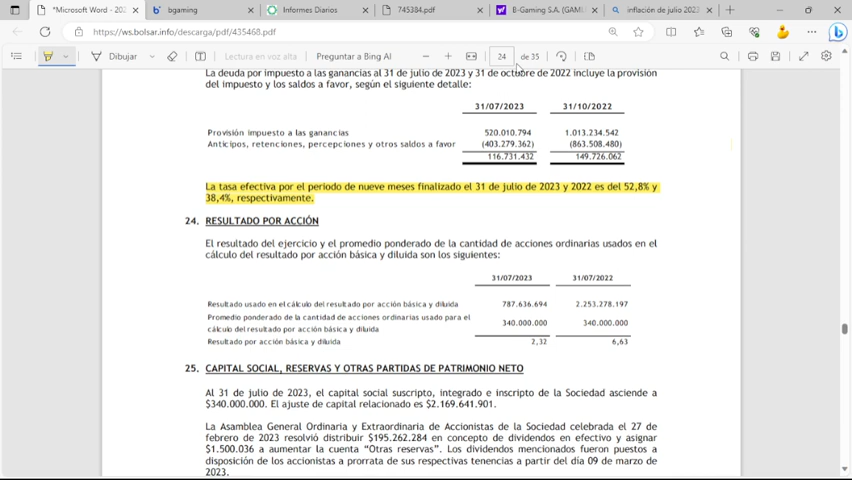 *Microsoft Word - 202
bgaming
Informes Diarios
745384.pdf
B-Gaming S.A. (GAMI
inflación de julio 2023
https://ws.bolsar.info/descarga/pdf/435468.pdf
Dibujar
Lectura en voz alta
Preguntar a Bing AI
24
de 35
La deuda por impuesto a las ganancias al 31 de julio de 2023 y 31 de octubre de 2022 incluye la provisión
del impuesto y los saldos a favor, según el siguiente detalle:
31/07/2023 31/10/2022
Provisión impuesto a las ganancias 520.010.794 1.013.234.542
Anticipos, retenciones, percepciones y otros saldos a favor (403.279.362) (863.508.480)
116.731.432 149.726.062
La tasa efectiva por el periodo de nueve meses finalizado el 31 de julio de 2023 y 2022 es del 52,8% y
38,4%, respectivamente.
24. RESULTADO POR ACCIÓN
El resultado del ejercicio y el promedio ponderado de la cantidad de acciones ordinarias usados en el
cálculo del resultado por acción básica y diluida son los siguientes:
31/07/2023 31/07/2022
Resultado usado en el cálculo del resultado por acción básica y diluida 787.636.694 2.253.278.197
Promedio ponderado de la cantidad de acciones ordinarias usado para el
cálculo del resultado por acción básica y diluida 340.000.000 340.000.000
Resultado por acción básica y diluida 2,32 6,63
25. CAPITAL SOCIAL, RESERVAS Y OTRAS PARTIDAS DE PATRIMONIO NETO
Al 31 de julio de 2023, el capital social suscripto, integrado e inscripto de la Sociedad asciende a
$340.000.000. El ajuste de capital relacionado es $2.169.641.901.
La Asamblea General Ordinaria y Extraordinaria de Accionistas de la Sociedad celebrada el 27 de
febrero de 2023 resolvió distribuir $195.262.284 en concepto de dividendos en efectivo y asignar
$1.500.036 a aumentar la cuenta “Otras reservas”. Los dividendos mencionados fueron puestos a
disposición de los accionistas a prorrata de sus respectivas tenencias a partir del día 09 de marzo de
2023.